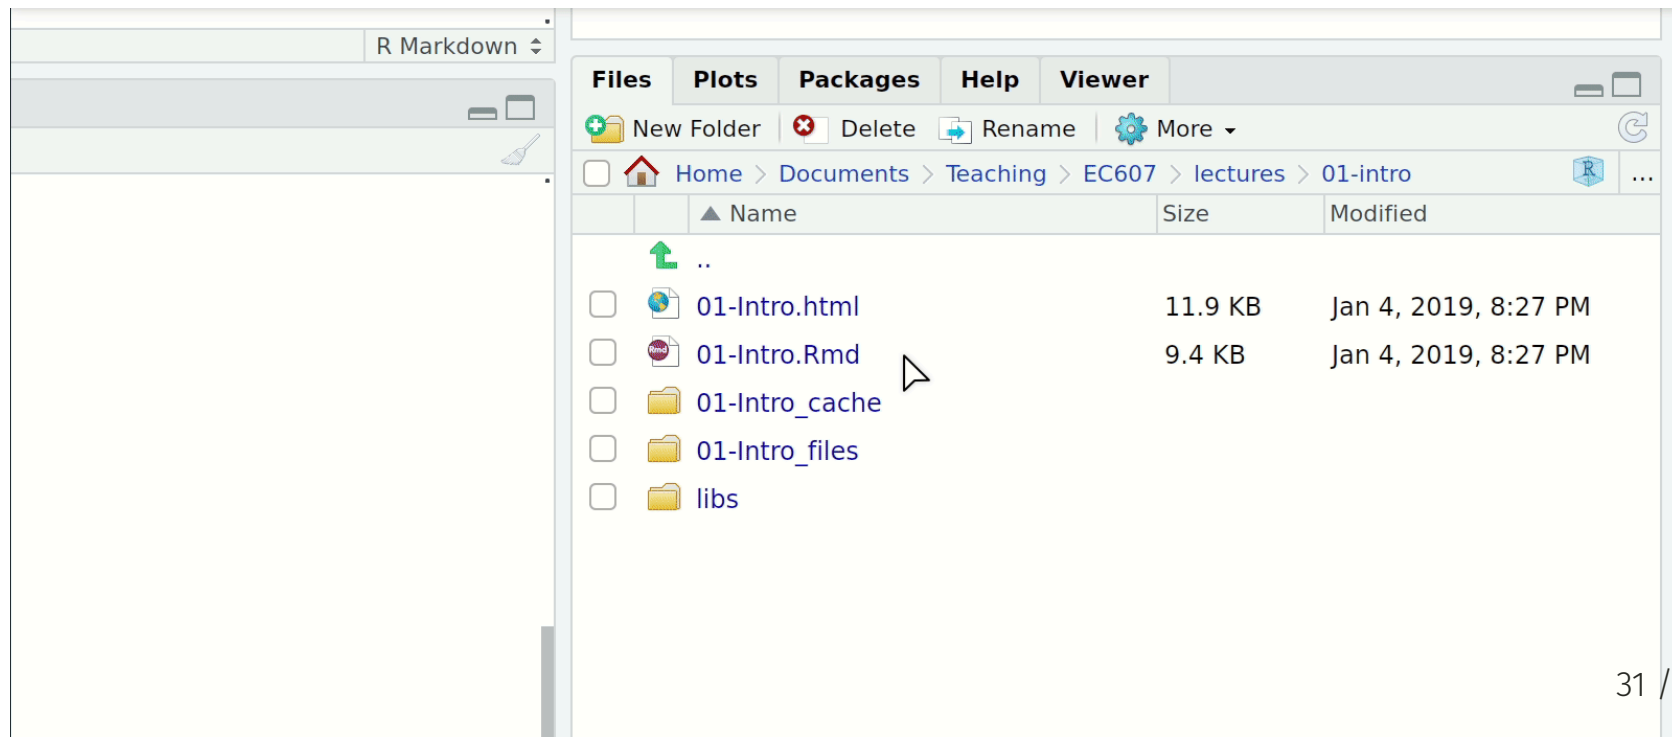 R Markdown
Files Plots Packages Help Viewer
New Folder Delete Rename More
Home > Documents > Teaching > EC607 > lectures > 01-intro R ...
Name Size Modified
..
01-Intro.html 11.9 KB Jan 4, 2019, 8:27 PM
Rmd 01-Intro.Rmd 9.4 KB Jan 4, 2019, 8:27 PM
01-Intro_cache
01-Intro_files
libs
31 /